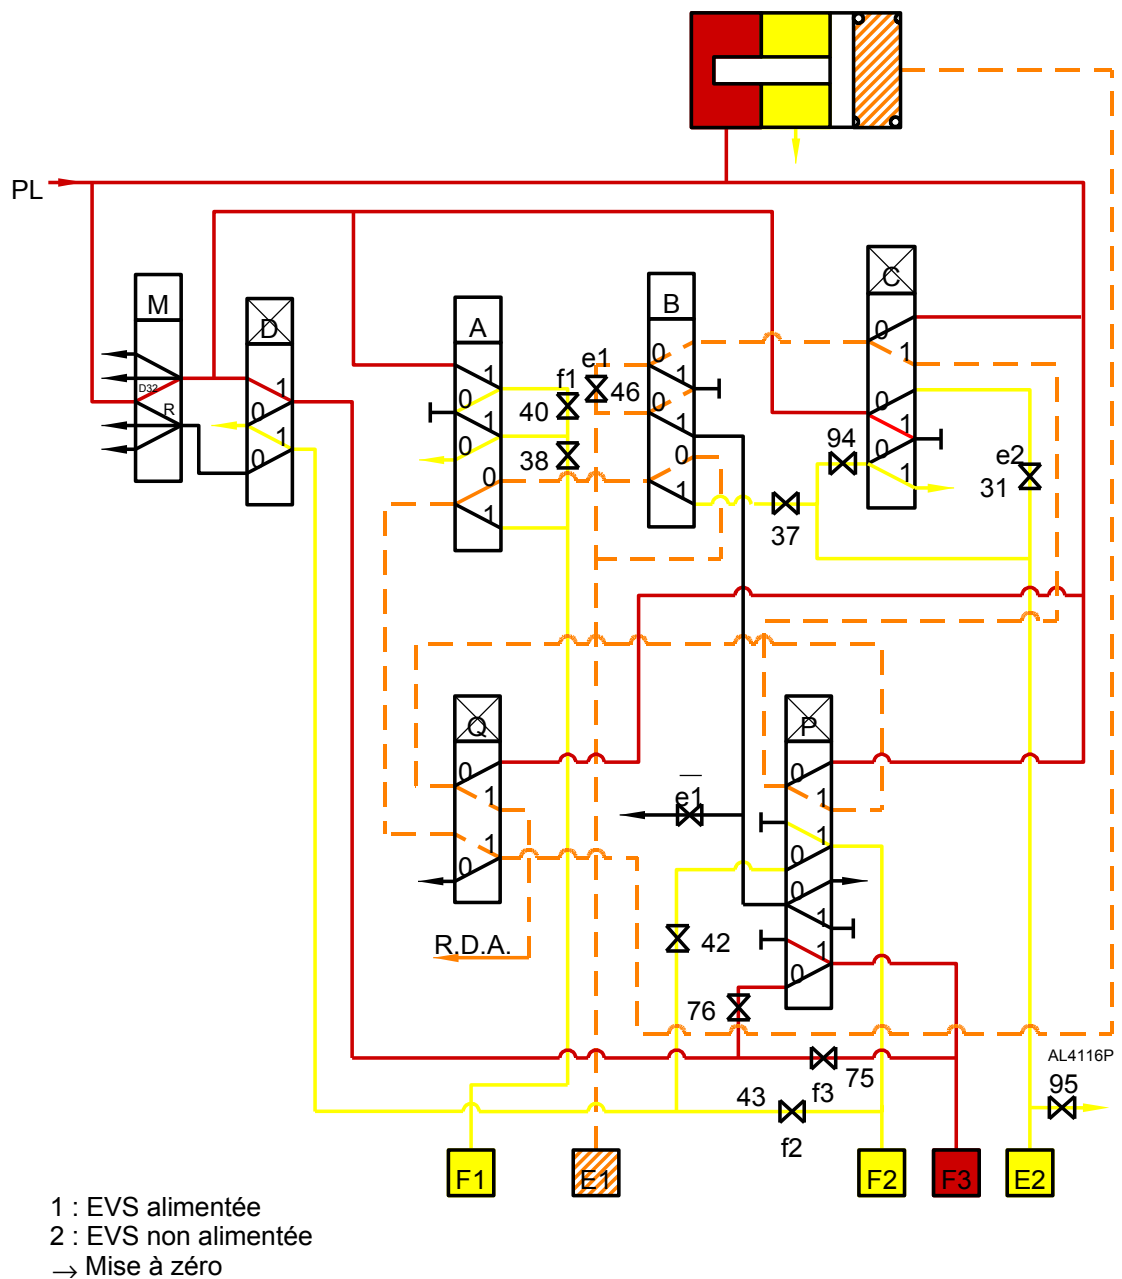 PL
M
D
A
B
C
D32
R
1
0
1
0
1
0
1
0
0
1
f1
40
38
e1
46
0
1
0
1
0
1
37
94
0
1
0
1
0
1
e2
31
Q
0
1
1
0
R.D.A.
e1
P
0
1
1
0
0
1
1
0
42
76
75
f3
43
f2
AL4116P
95
F1
E1
F2
F3
E2
1 : EVS alimentée
2 : EVS non alimentée
→ Mise à zéro